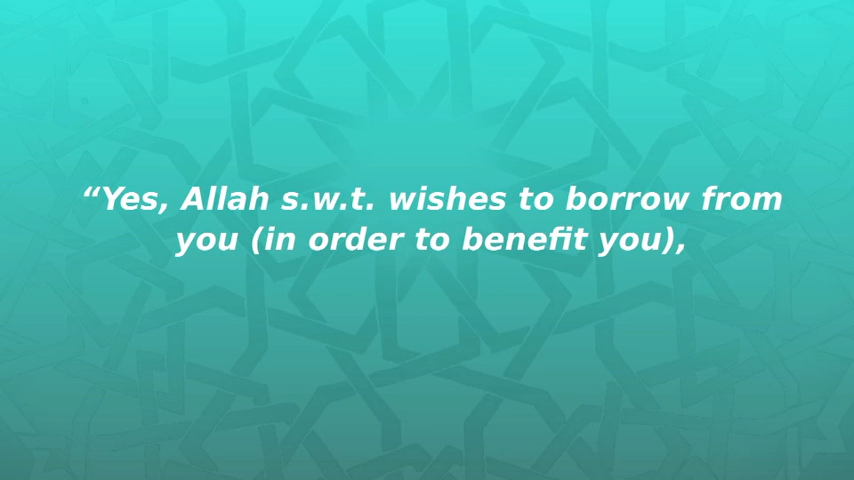 “Yes, Allah s.w.t. wishes to borrow from
you (in order to benefit you),